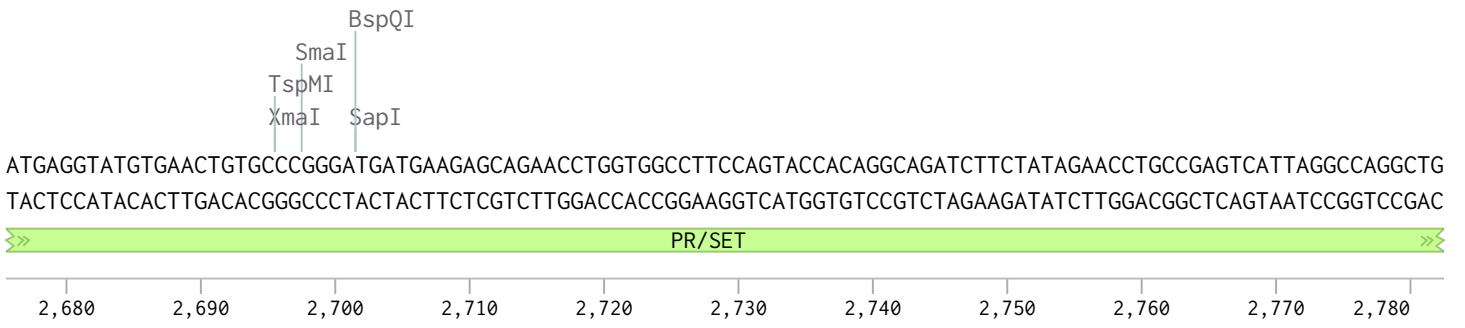 BspQI
SmaI
TspMI
XmaI SapI
ATGAGGTATGTGAACTGTGCCCGGGATGATGAAGAGCAGAACCTGGTGGCCTTCCAGTACCACAGGCAGATCTTCTATAGAACCTGCCGAGTCATTAGGCCAGGCTG
TACTCCATACACTTGACACGGGCCCTACTACTTCTCGTCTTGGACCACCGGAAGGTCATGGTGTCCGTCTAGAAGATATCTTGGACGGCTCAGTAATCCGGTCCGAC
PR/SET
2,680 2,690 2,700 2,710 2,720 2,730 2,740 2,750 2,760 2,770 2,780